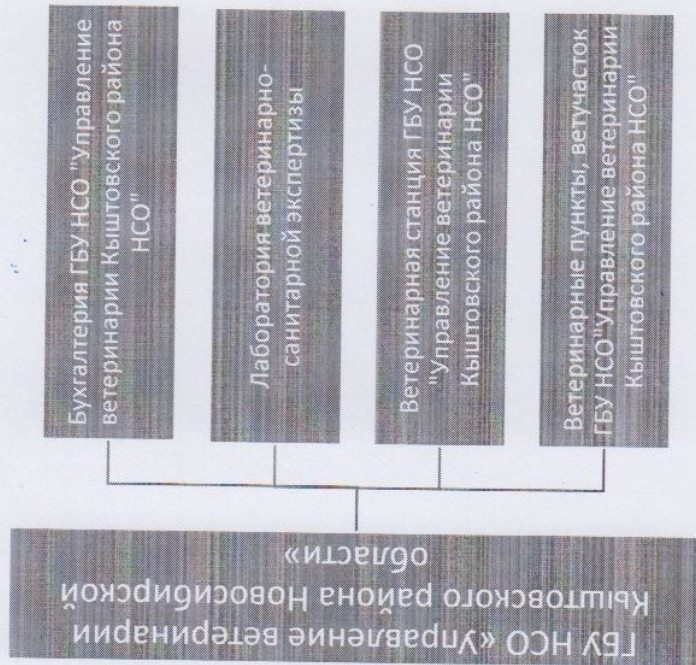 ГБУ НСО «Управление ветеринарии
Кыштовского района Новосибирской
области»
Бухгалтерия ГБУ НСО "Управление
ветеринарии Кыштовского района
НСО"
Лаборатория ветеринарно-
санитарной экспертизы
Ветеринарная станция ГБУ НСО
"Управление ветеринарии
Кыштовского района НСО"
Ветеринарные пункты, ветучасток
ГБУ НСО"Управление ветеринарии
Кыштовского района НСО"